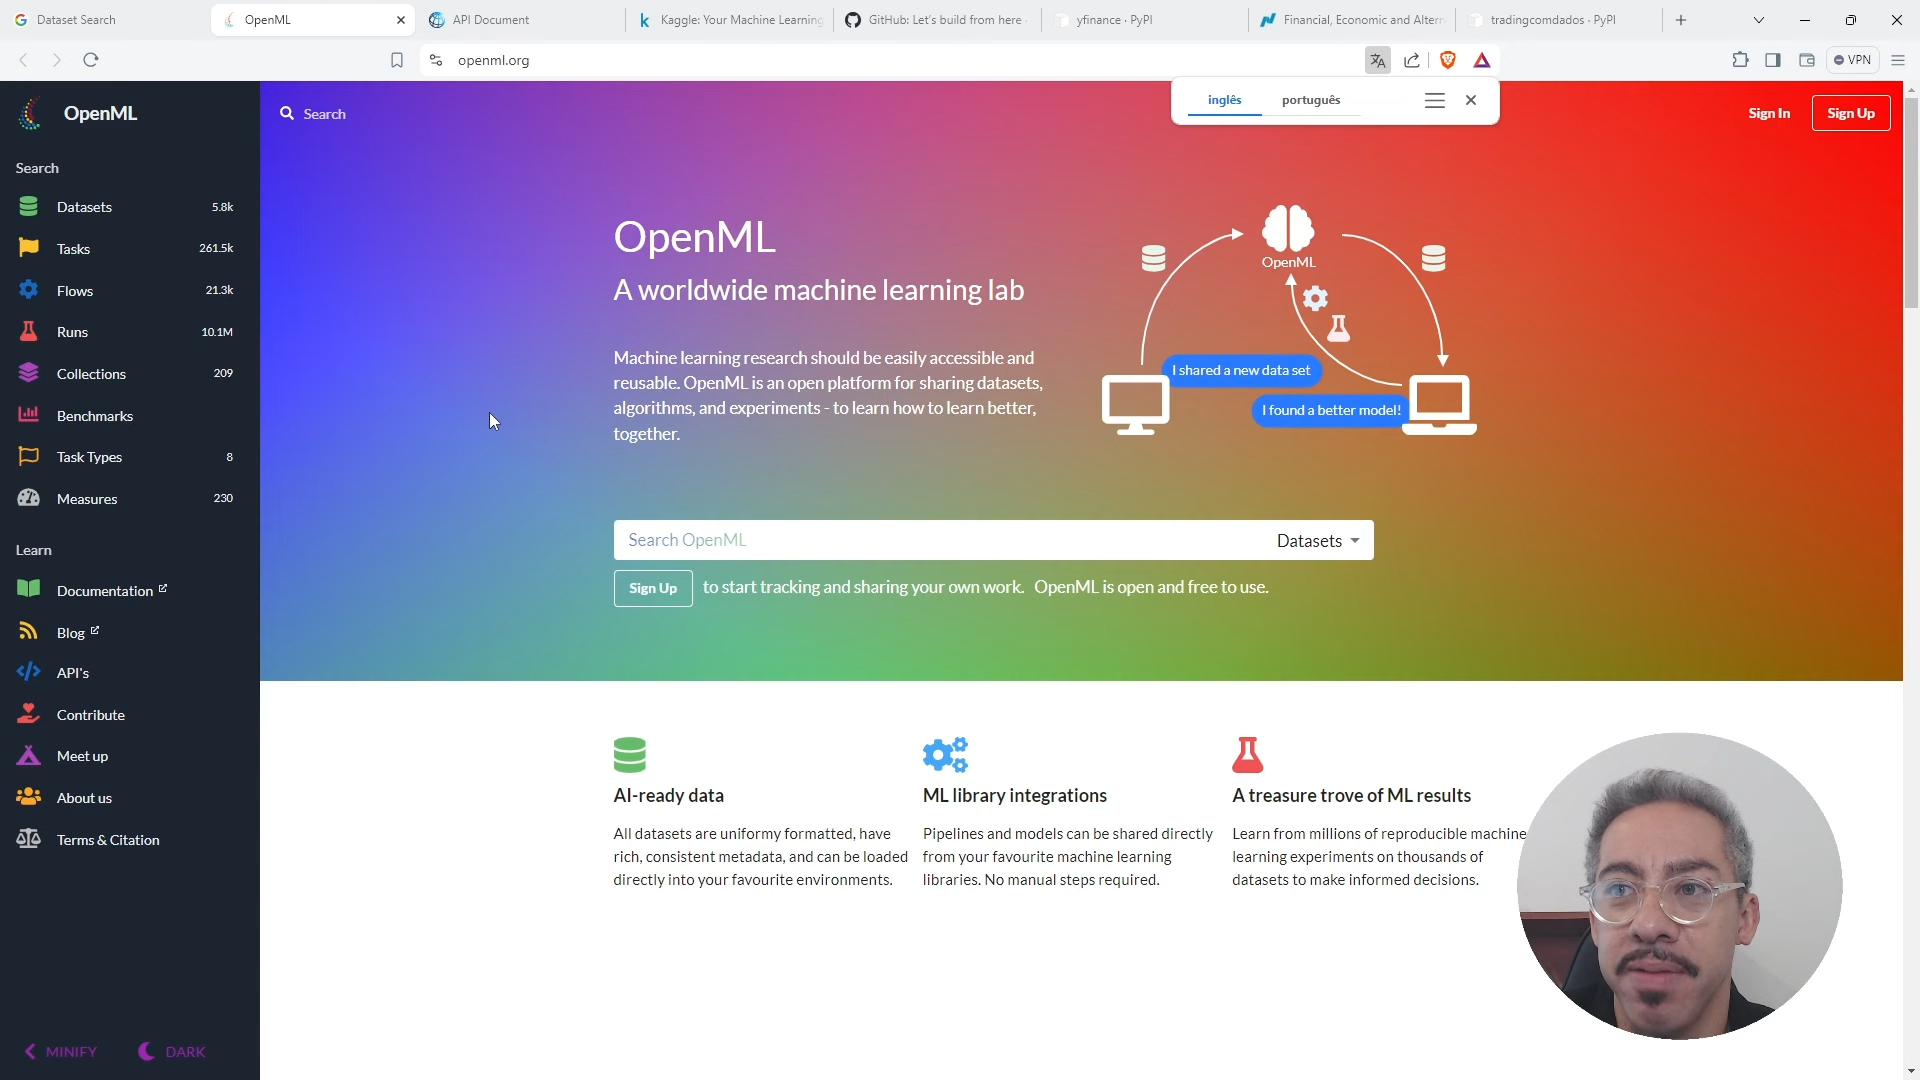 Dataset Search
OpenML
API Document
Kaggle: Your Machine Learning
GitHub: Let's build from here ·
yfinance · PyPI
Financial, Economic and Altern
tradingcomdados · PyPI
openml.org
VPN
inglês
português
OpenML
Search
Sign In
Sign Up
Search
Datasets 5.8k
Tasks 261.5k
Flows 21.3k
Runs 10.1M
Collections 209
Benchmarks
Task Types 8
Measures 230
Learn
Documentation
Blog
API's
Contribute
Meet up
About us
Terms & Citation
MINIFY
DARK
OpenML
A worldwide machine learning lab
Machine learning research should be easily accessible and
reusable. OpenML is an open platform for sharing datasets,
algorithms, and experiments - to learn how to learn better,
together.
OpenML
I shared a new data set
I found a better model!
Search OpenML
Datasets
Sign Up to start tracking and sharing your own work. OpenML is open and free to use.
AI-ready data
All datasets are uniformy formatted, have
rich, consistent metadata, and can be loaded
directly into your favourite environments.
ML library integrations
Pipelines and models can be shared directly
from your favourite machine learning
libraries. No manual steps required.
A treasure trove of ML results
Learn from millions of reproducible machine
learning experiments on thousands of
datasets to make informed decisions.